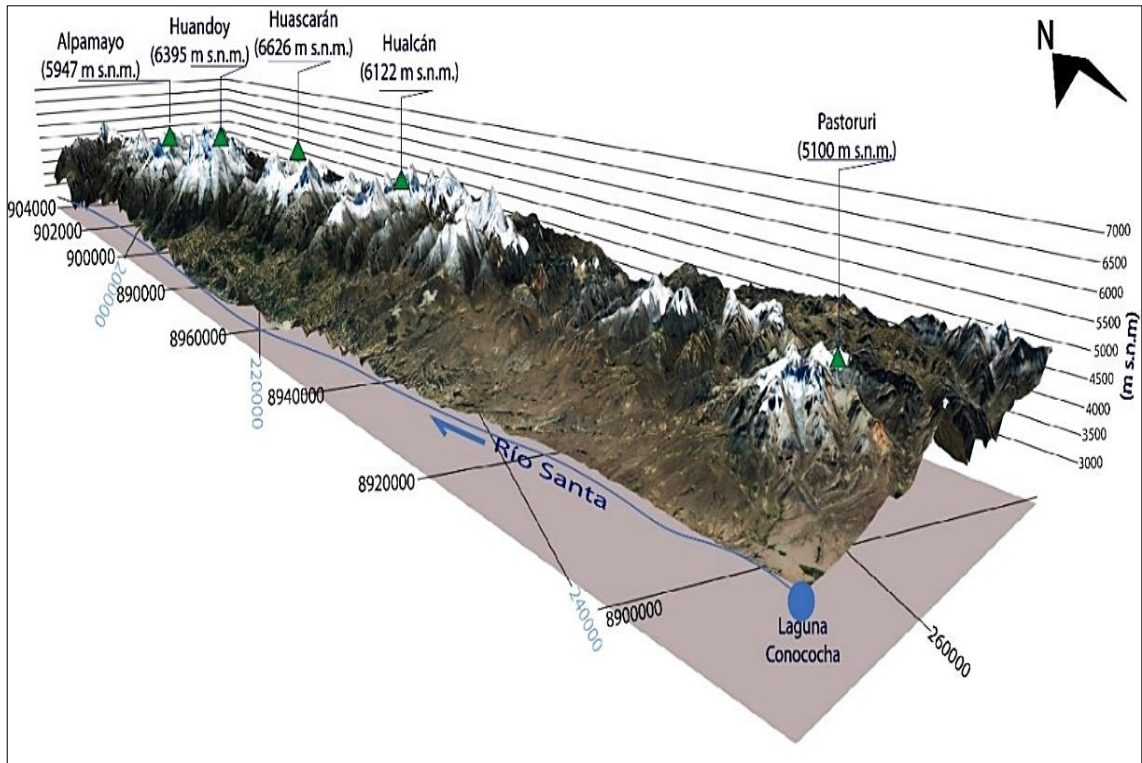 Alpamayo
(5947 m s.n.m.)
Huandoy
(6395 m s.n.m.)
Huascarán
(6626 m s.n.m.)
Hualcán
(6122 m s.n.m.)
Pastoruri
(5100 m s.n.m.)
N
7000
6500
6000
5500
5000
4500
4000
3500
3000
(m s.n.m.)
904000
902000
900000
890000
8960000
8940000
8920000
8900000
200000
220000
240000
260000
Río Santa
Laguna
Conococha